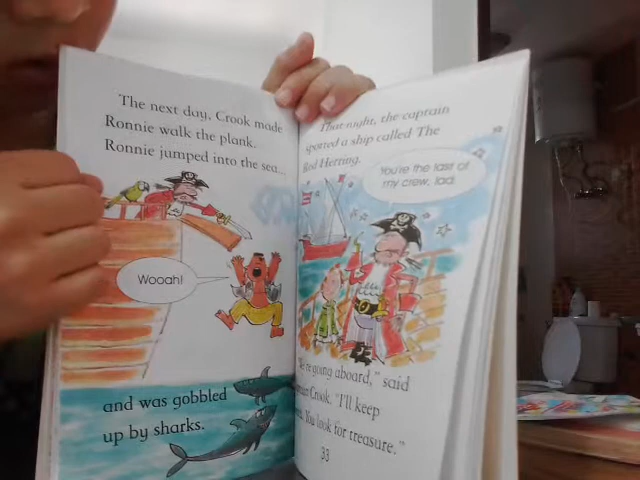 The next day, Crook made
Ronnie walk the plank.
Ronnie jumped into the sea...
Wooah!
and was gobbled
up by sharks.
That night, the captain
spotted a ship called The
Red Herring.
You're the last of
my crew, lad.
"We're going aboard," said
Crook. "I'll keep
You look for treasure."
33